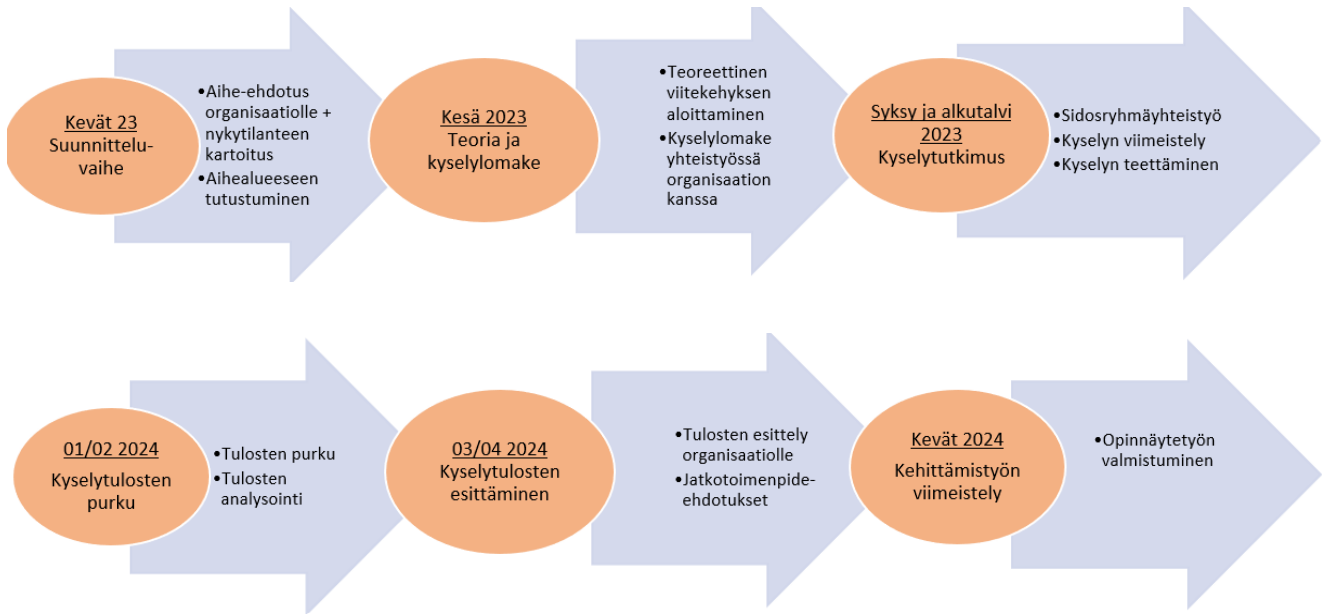 Kevät 23
Suunnittelu-
vaihe
•Aihe-ehdotus
organisaatiolle +
nykytilanteen
kartoitus
•Aihealueeseen
tutustuminen
Kesä 2023
Teoria ja
kyselylomake
•Teoreettinen
viitekehyksen
aloittaminen
•Kyselylomake
yhteistyössä
organisaation
kanssa
Syksy ja alkutalvi
2023
Kyselytutkimus
•Sidosryhmäyhteistyö
•Kyselyn viimeistely
•Kyselyn teettäminen
01/02 2024
Kyselytulosten
purku
•Tulosten purku
•Tulosten
analysointi
03/04 2024
Kyselytulosten
esittäminen
•Tulosten esittely
organisaatiolle
•Jatkotoimenpide-
ehdotukset
Kevät 2024
Kehittämistyön
viimeistely
•Opinnäytetyön
valmistuminen